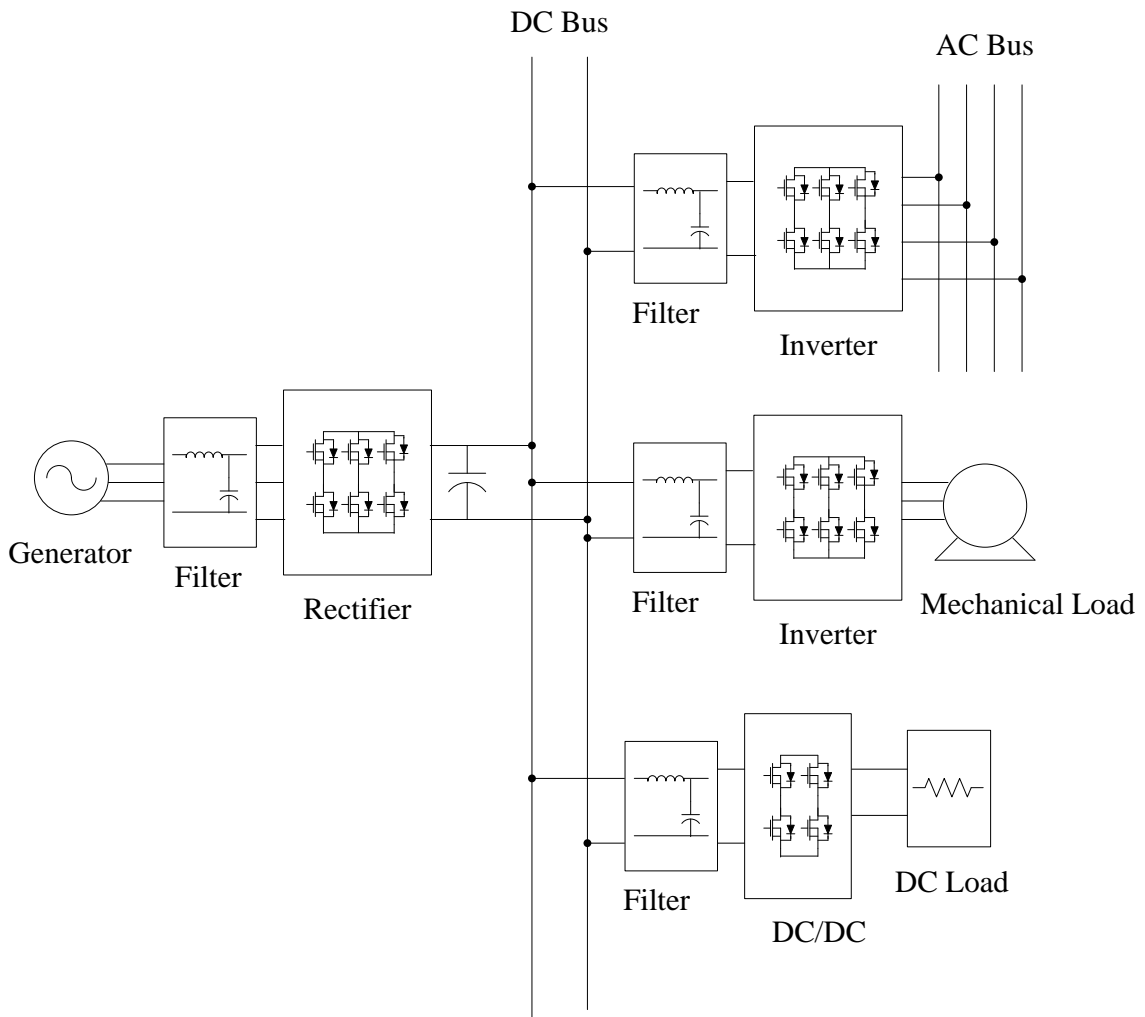 DC Bus
AC Bus
Filter
Inverter
Generator
Filter
Rectifier
Filter
Inverter
Mechanical Load
Filter
DC/DC
DC Load